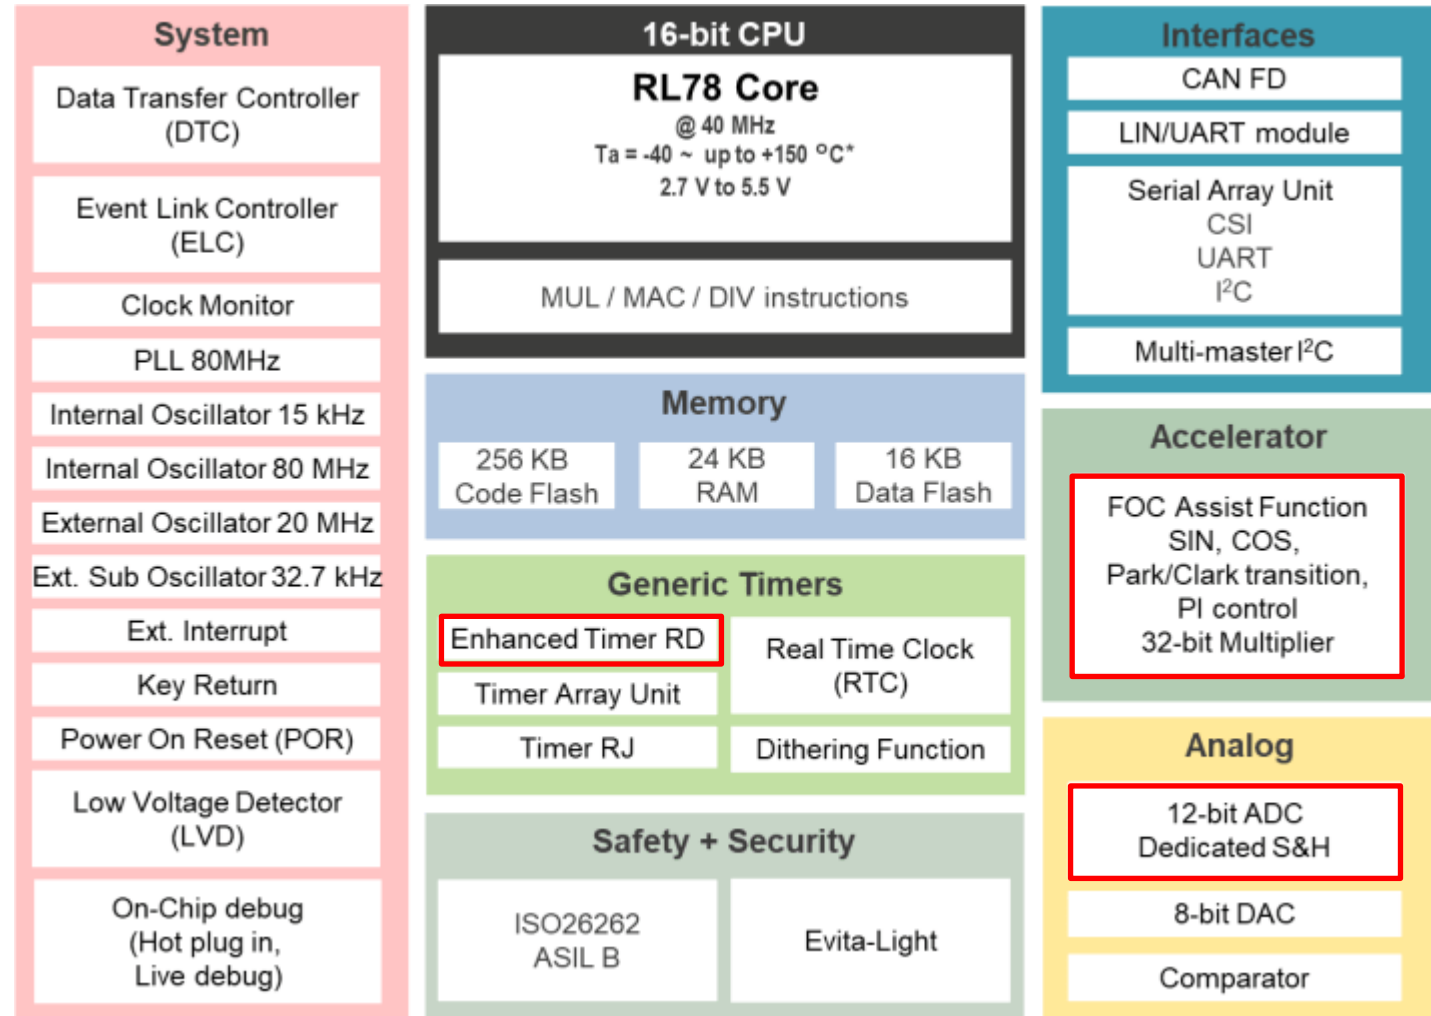 System
Data Transfer Controller
(DTC)
Event Link Controller
(ELC)
Clock Monitor
PLL 80MHz
Internal Oscillator 15 kHz
Internal Oscillator 80 MHz
External Oscillator 20 MHz
Ext. Sub Oscillator 32.7 kHz
Ext. Interrupt
Key Return
Power On Reset (POR)
Low Voltage Detector
(LVD)
On-Chip debug
(Hot plug in,
Live debug)
16-bit CPU
RL78 Core
@ 40 MHz
Ta = -40 ~ up to +150 °C*
2.7 V to 5.5 V
MUL / MAC / DIV instructions
Memory
256 KB
Code Flash
24 KB
RAM
16 KB
Data Flash
Generic Timers
Enhanced Timer RD
Timer Array Unit
Timer RJ
Real Time Clock
(RTC)
Dithering Function
Safety + Security
ISO26262
ASIL B
Evita-Light
Interfaces
CAN FD
LIN/UART module
Serial Array Unit
CSI
UART
I²C
Multi-master I²C
Accelerator
FOC Assist Function
SIN, COS,
Park/Clark transition,
PI control
32-bit Multiplier
Analog
12-bit ADC
Dedicated S&H
8-bit DAC
Comparator